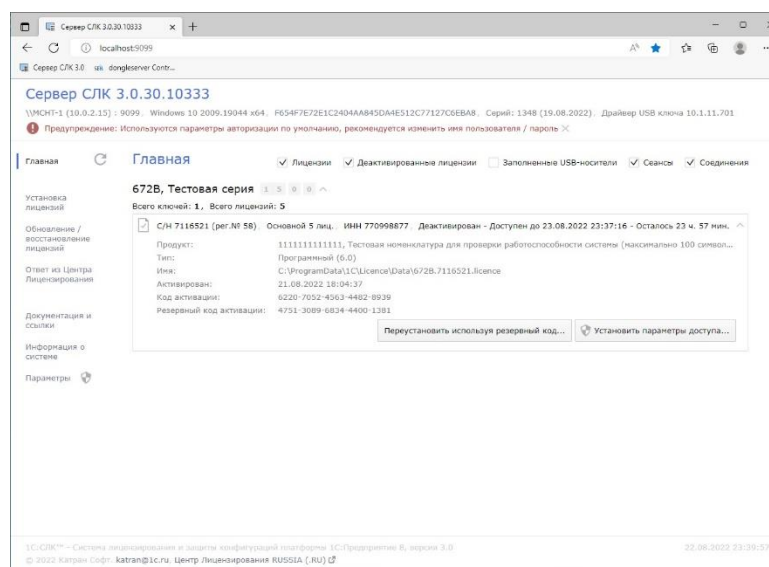 Сервер СЛК 3.0.30.10333
localhost:9099
Сервер СЛК 3.0 dongleserver Contr...
Сервер СЛК 3.0.30.10333
\\МСНТ-1 (10.0.2.15) : 9099, Windows 10 2009.19044 x64, F654F7E72E1C2404AA845DA4E512C77127C6EBA8, Серий: 1348 (19.08.2022), Драйвер USB ключа 10.1.11.701
Предупреждение: Используются параметры авторизации по умолчанию, рекомендуется изменить имя пользователя / пароль
Главная
Установка лицензий
Обновление / восстановление лицензий
Ответ из Центра Лицензирования
Документация и ссылки
Информация о системе
Параметры
Главная Лицензии Деактивированные лицензии Заполненные USB-носители Сеансы Соединения
672B, Тестовая серия 1 5 0 0
Всего ключей: 1, Всего лицензий: 5
С/Н 7116521 (рег.№ 58), Основной 5 лиц., ИНН 770998877, Деактивирован - Доступен до 23.08.2022 23:37:16 - Осталось 23 ч. 57 мин.
Продукт: 1111111111111, Тестовая номенклатура для проверки работоспособности системы (максимально 100 символ...
Тип: Программный (6.0)
Имя: C:\ProgramData\1C\Licence\Data\672B.7116521.licence
Активирован: 21.08.2022 18:04:37
Код активации: 6220-7052-4563-4482-8939
Резервный код активации: 4751-3089-6834-4400-1381
Переустановить используя резервный код... Установить параметры доступа...
1С:СЛК™ – Система лицензирования и защиты конфигураций платформы 1С:Предприятие 8, версия 3.0 22.08.2022 23:39:57
© 2022 Катран Софт, katran@1c.ru, Центр Лицензирования RUSSIA (.RU)